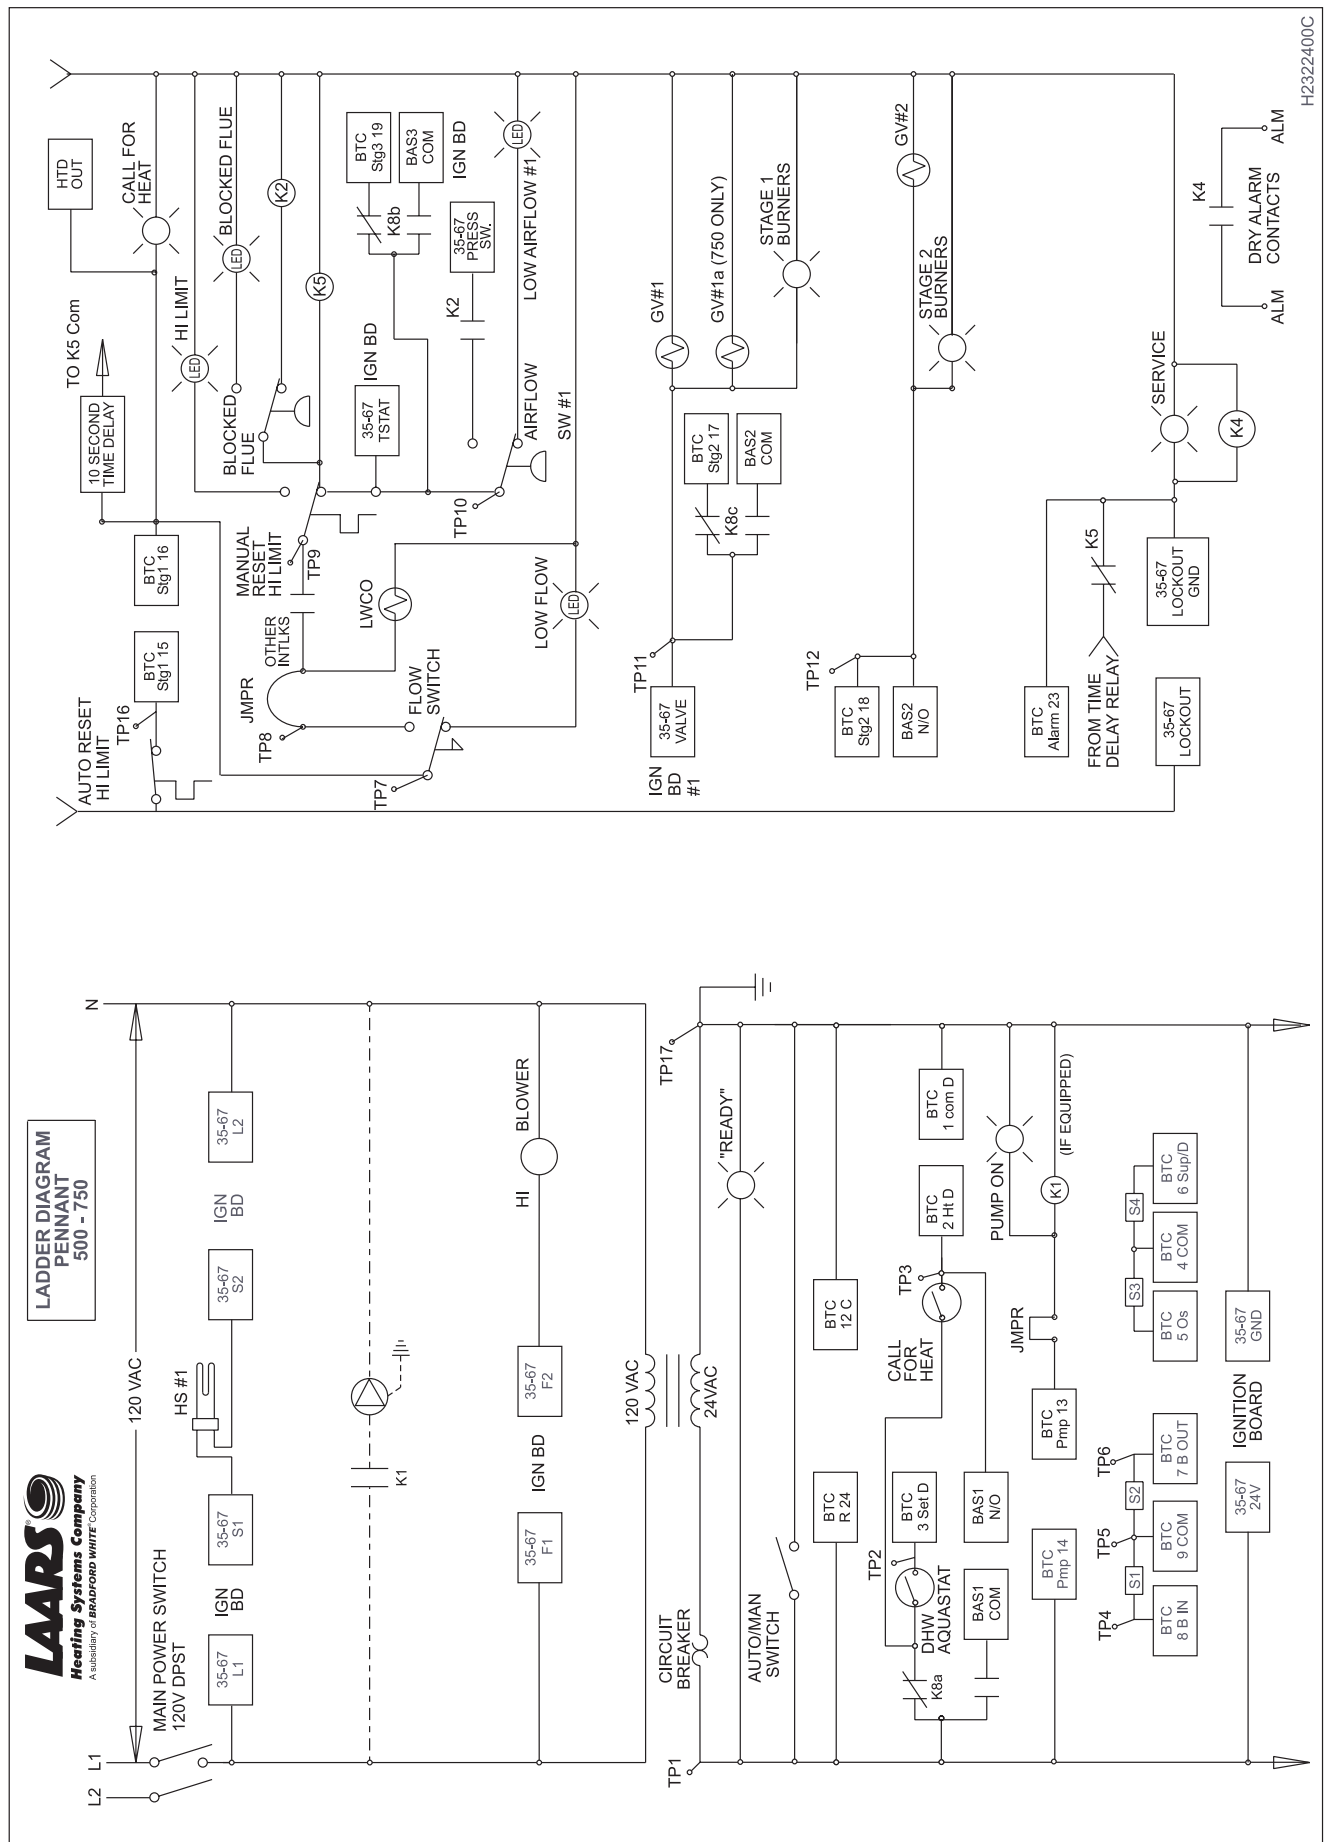 LAARS®
Heating Systems Company
A subsidiary of BRADFORD WHITE® Corporation
LADDER DIAGRAM
PENNANT
500 - 750
L1
L2
120 VAC
N
MAIN POWER SWITCH
120V DPST
35-67
L1
IGN
BD
35-67
S1
HS #1
35-67
S2
IGN
BD
35-67
L2
K1
35-67
F1
IGN BD
35-67
F2
HI
BLOWER
120 VAC
24VAC
CIRCUIT
BREAKER
TP1
TP17
"READY"
AUTO/MAN
SWITCH
BTC
R 24
BTC
12 C
K8a
DHW
AQUASTAT
TP2
BTC
3 Set D
CALL
FOR
HEAT
TP3
BTC
2 Ht D
BTC
1 com D
BAS1
COM
BAS1
N/O
PUMP ON
BTC
Pmp 14
BTC
Pmp 13
JMPR
K1
(IF EQUIPPED)
TP4
TP5
TP6
S1
S2
S3
S4
BTC
8 B IN
BTC
9 COM
BTC
7 B OUT
BTC
5 Os
BTC
4 COM
BTC
6 Sup/D
35-67
24V
IGNITION
BOARD
35-67
GND
AUTO RESET
HI LIMIT
TP16
BTC
Stg1 15
BTC
Stg1 16
10 SECOND
TIME DELAY
TO K5 Com
HTD
OUT
CALL FOR
HEAT
HI LIMIT
LED
BLOCKED FLUE
LED
BLOCKED
FLUE
K2
K5
MANUAL
RESET
HI LIMIT
TP9
OTHER
INTLKS
JMPR
TP8
LWCO
35-67
TSTAT
IGN BD
BTC
Stg3 19
K8b
BAS3
COM
IGN BD
35-67
PRESS
SW.
K2
TP10
AIRFLOW
SW #1
LOW AIRFLOW #1
LED
TP7
FLOW
SWITCH
LOW FLOW
LED
IGN
BD
#1
35-67
VALVE
TP11
BTC
Stg2 17
K8c
BAS2
COM
GV#1
GV#1a (750 ONLY)
STAGE 1
BURNERS
TP12
BTC
Stg2 18
BAS2
N/O
GV#2
STAGE 2
BURNERS
BTC
Alarm 23
FROM TIME
DELAY RELAY
K5
35-67
LOCKOUT
35-67
LOCKOUT
GND
SERVICE
K4
ALM
K4
DRY ALARM
CONTACTS
ALM
H2322400C